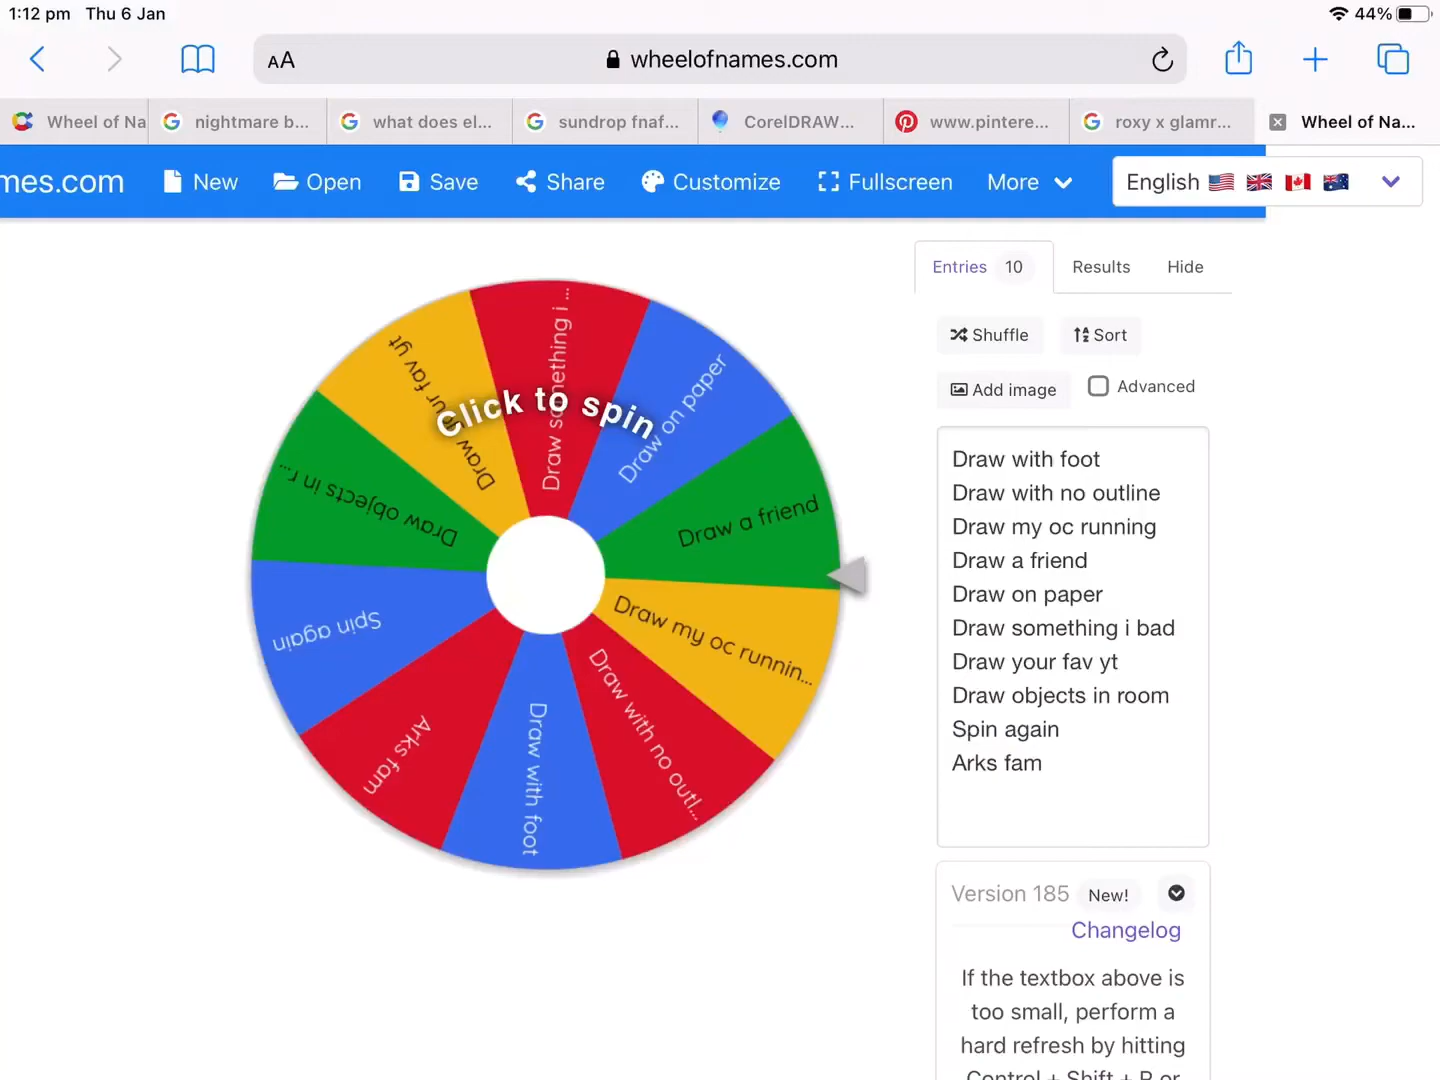 1:12 pm Thu 6 Jan
44%
AA
wheelofnames.com
Wheel of Na
nightmare b...
what does el...
sundrop fnaf...
CorelDRAW...
www.pintere...
roxy x glamr...
Wheel of Na...
mes.com
New
Open
Save
Share
Customize
Fullscreen
More
English
Entries 10
Results
Hide
Shuffle
Sort
Add image
Advanced
Click to spin
Draw something i ...
Draw on paper
Draw a friend
Draw my oc runnin...
Draw with no outl...
Draw with foot
Arks fam
Spin again
Draw objects in r...
Draw your fav yt
Draw with foot
Draw with no outline
Draw my oc running
Draw a friend
Draw on paper
Draw something i bad
Draw your fav yt
Draw objects in room
Spin again
Arks fam
Version 185 New!
Changelog
If the textbox above is
too small, perform a
hard refresh by hitting
Control + Shift + R or